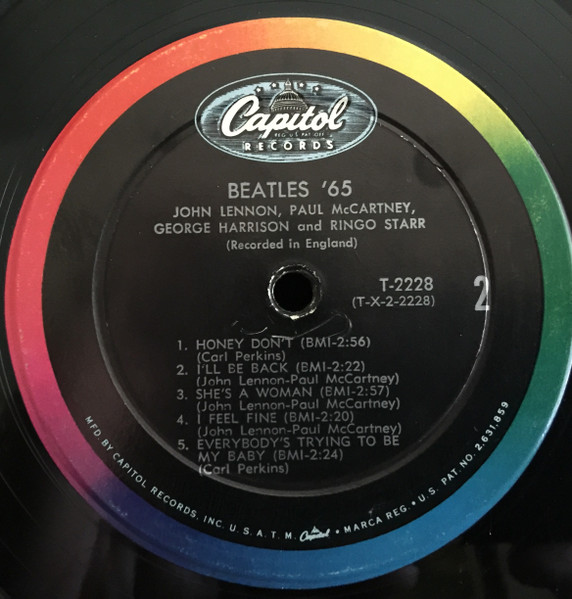 Capitol
REG. U.S. PAT. OFF.
RECORDS
BEATLES '65
JOHN LENNON, PAUL McCARTNEY,
GEORGE HARRISON and RINGO STARR
(Recorded in England)
T-2228
(T-X-2-2228)
2
1. HONEY DON'T (BMI-2:56)
(Carl Perkins)
2. I'LL BE BACK (BMI-2:22)
(John Lennon-Paul McCartney)
3. SHE'S A WOMAN (BMI-2:57)
(John Lennon-Paul McCartney)
4. I FEEL FINE (BMI-2:20)
(John Lennon-Paul McCartney)
5. EVERYBODY'S TRYING TO BE
MY BABY (BMI-2:24)
(Carl Perkins)
MFD. BY CAPITOL RECORDS, INC. U.S.A. T.M. Capitol • MARCA REG. • U.S. PAT. NO. 2,631,859